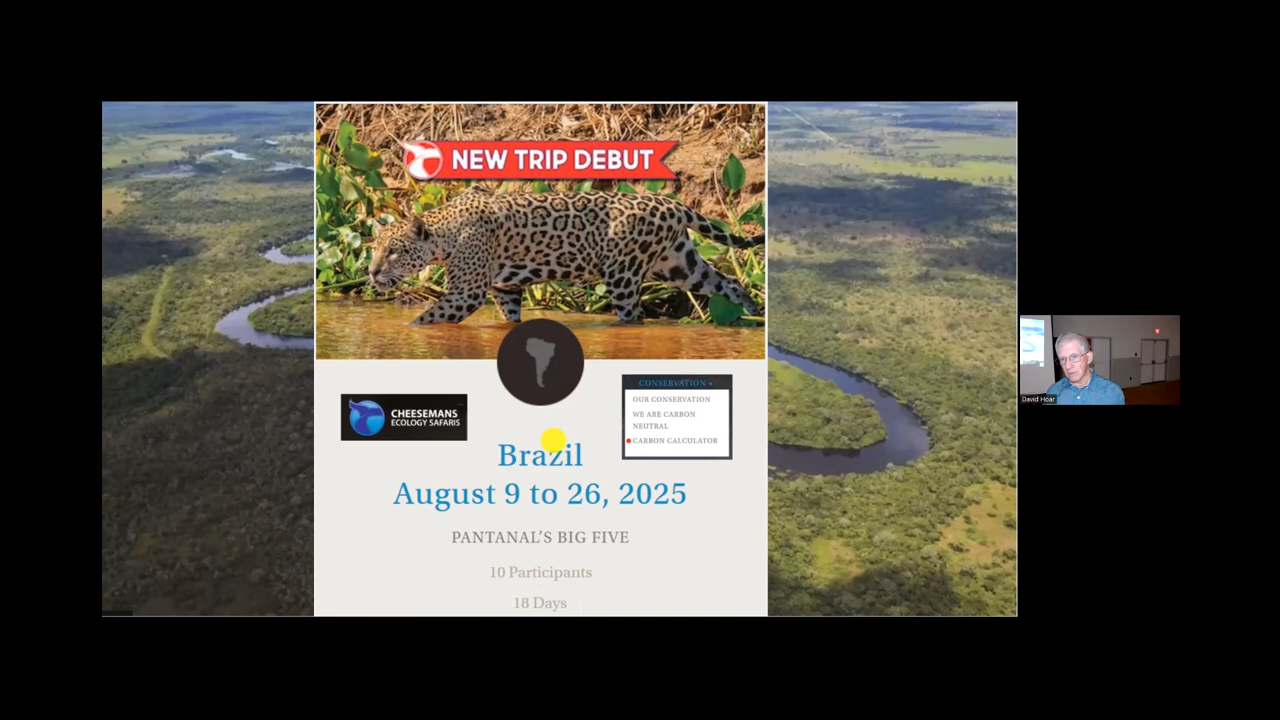 NEW TRIP DEBUT
CHEESEMANS
ECOLOGY SAFARIS
CONSERVATION
OUR CONSERVATION
WE ARE CARBON
NEUTRAL
CARBON CALCULATOR
Brazil
August 9 to 26, 2025
PANTANAL'S BIG FIVE
10 Participants
18 Days
David Hoar